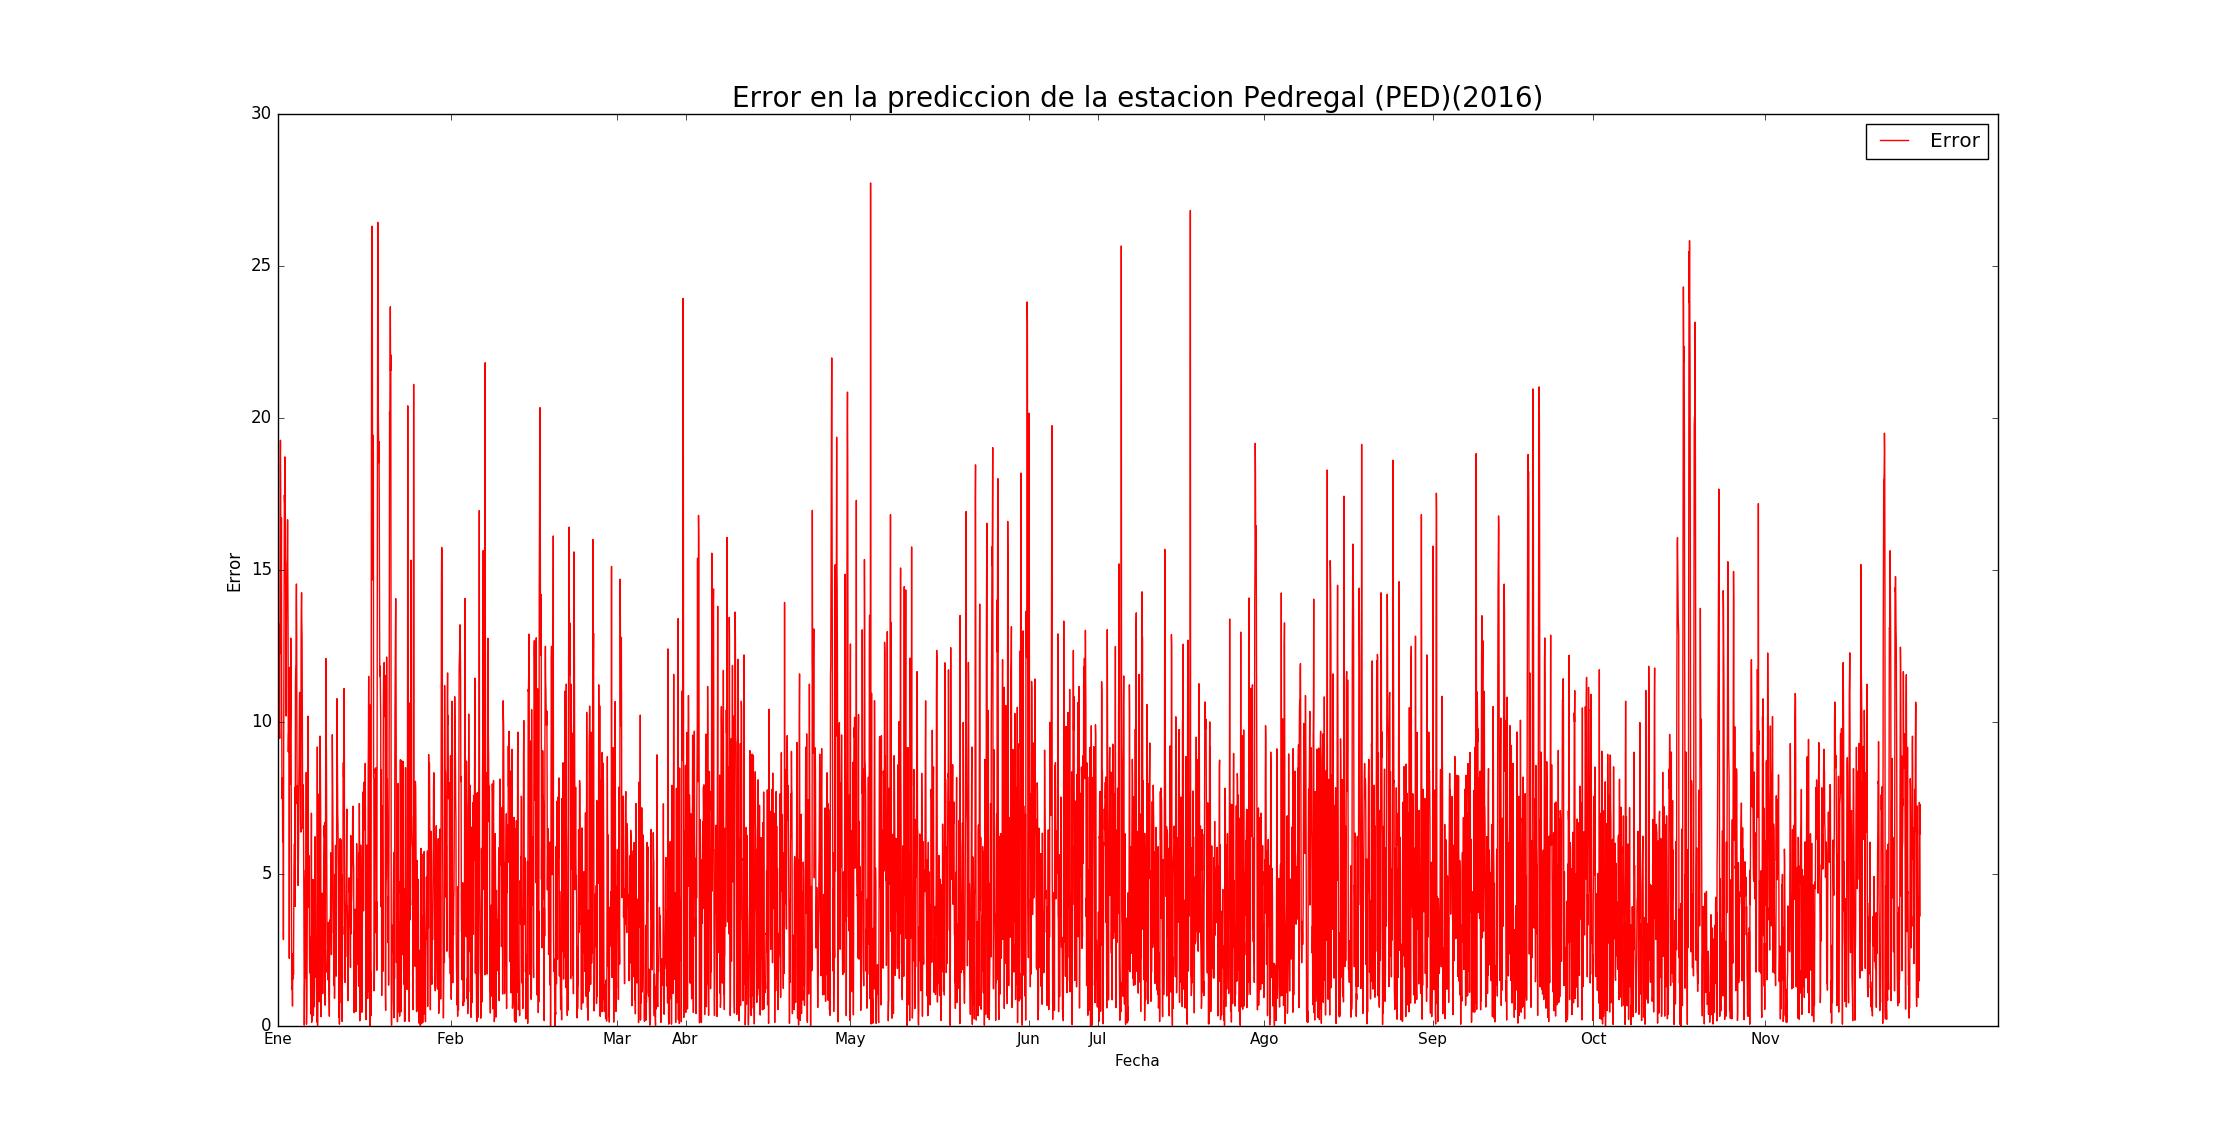 Error en la prediccion de la estacion Pedregal (PED)(2016)
30
25
20
15
10
5
0
Error
Error
Ene Feb Mar Abr May Jun Jul Ago Sep Oct Nov
Fecha